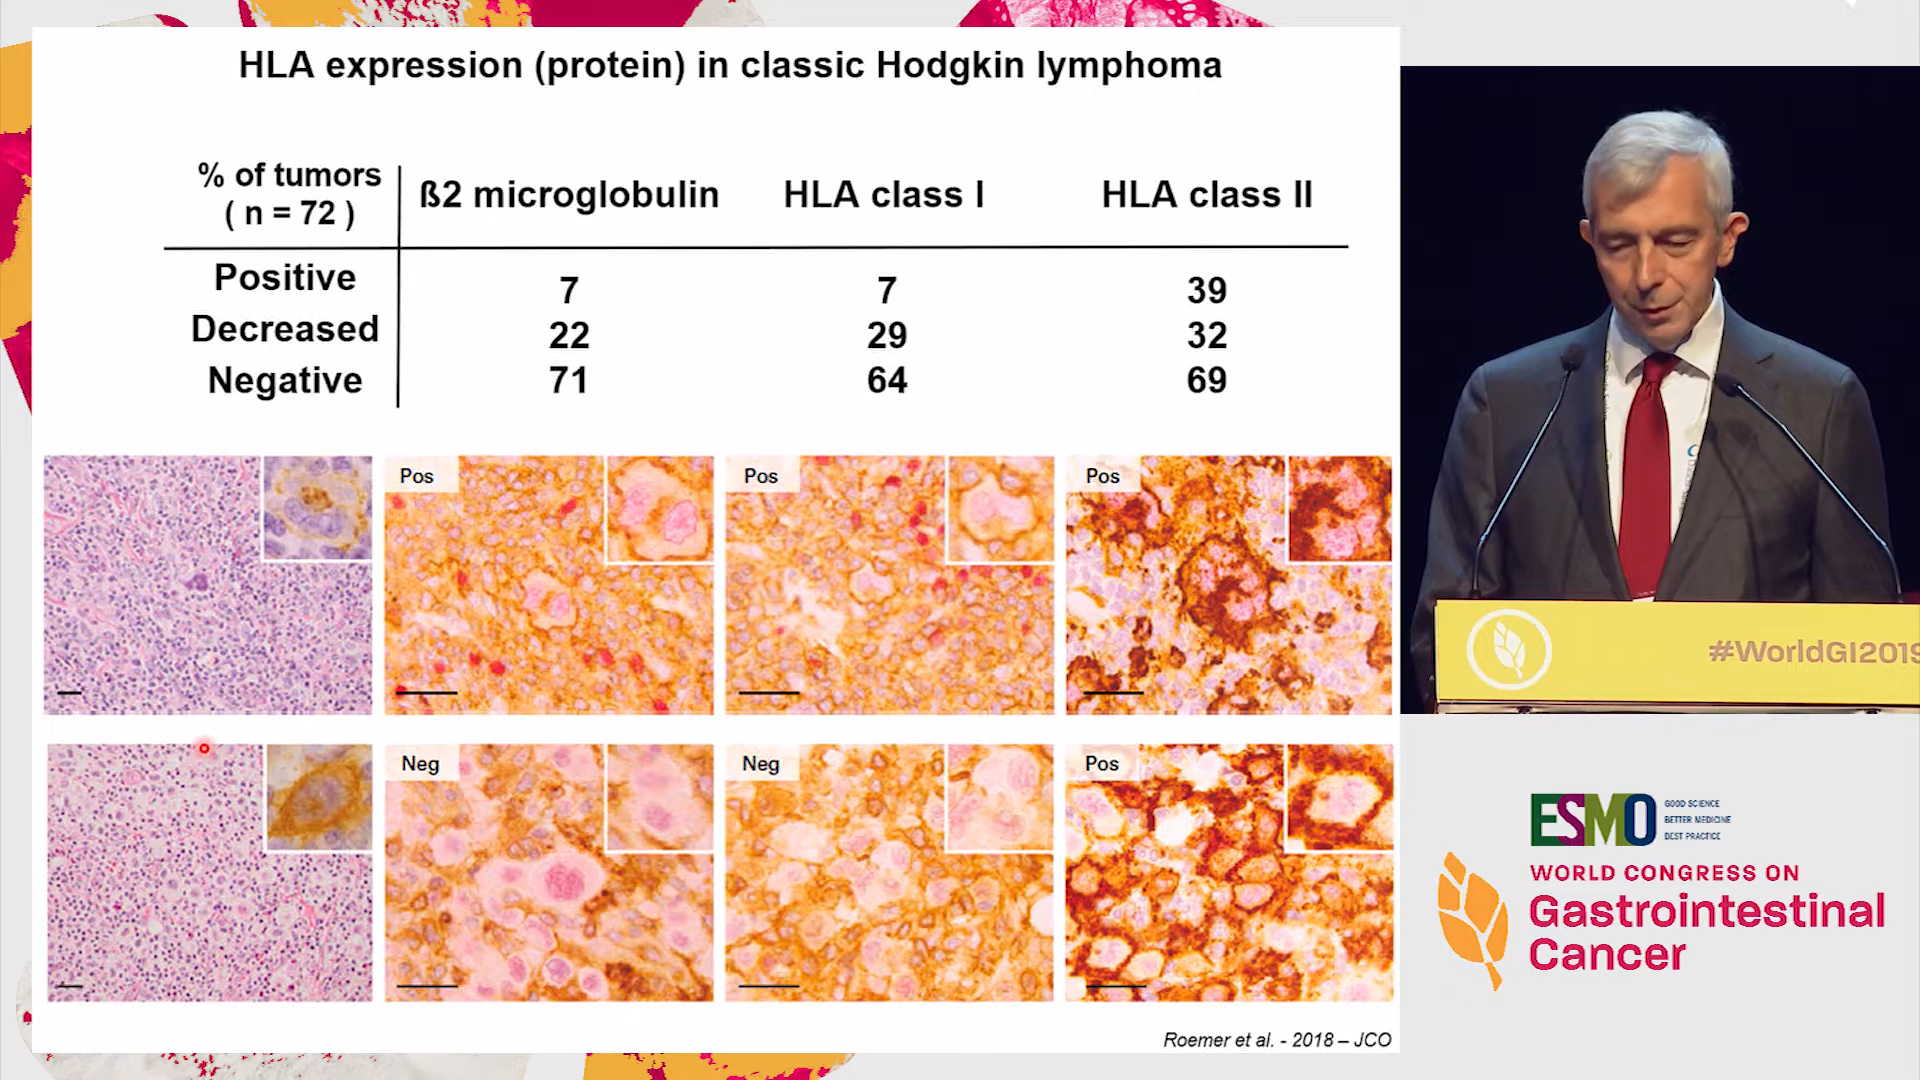 HLA expression (protein) in classic Hodgkin lymphoma
% of tumors
( n = 72 )
ß2 microglobulin HLA class I HLA class II
Positive 7 7 39
Decreased 22 29 32
Negative 71 64 69
Pos Pos Pos
Neg Neg Pos
Roemer et al. - 2018 – JCO
#WorldGI2019
ESMO
GOOD SCIENCE
BETTER MEDICINE
BEST PRACTICE
WORLD CONGRESS ON
Gastrointestinal
Cancer